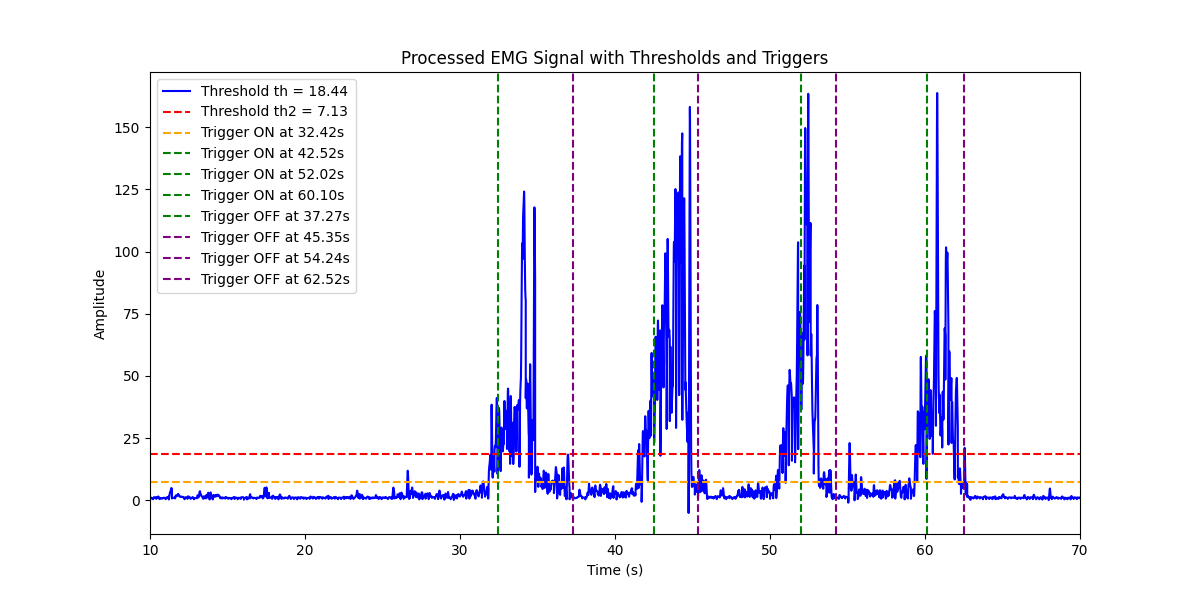 Processed EMG Signal with Thresholds and Triggers
Threshold th = 18.44
Threshold th2 = 7.13
Trigger ON at 32.42s
Trigger ON at 42.52s
Trigger ON at 52.02s
Trigger ON at 60.10s
Trigger OFF at 37.27s
Trigger OFF at 45.35s
Trigger OFF at 54.24s
Trigger OFF at 62.52s
Amplitude
150
125
100
75
50
25
0
10 20 30 40 50 60 70
Time (s)